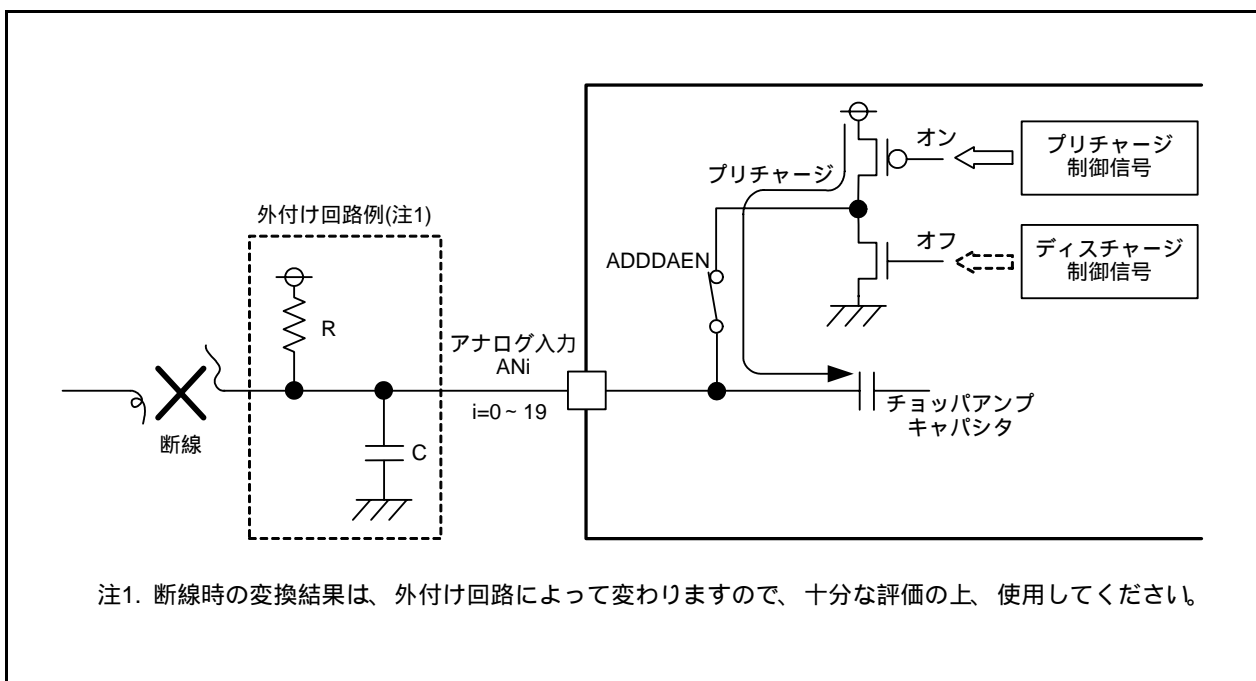 オン
プリチャージ
制御信号
プリチャージ
外付け回路例(注1)
オフ
ディスチャージ
制御信号
ADDDAEN
R
アナログ入力
ANi
i=0~19
断線
C
チョッパアンプ
キャパシタ
注1. 断線時の変換結果は、外付け回路によって変わりますので、十分な評価の上、使用してください。